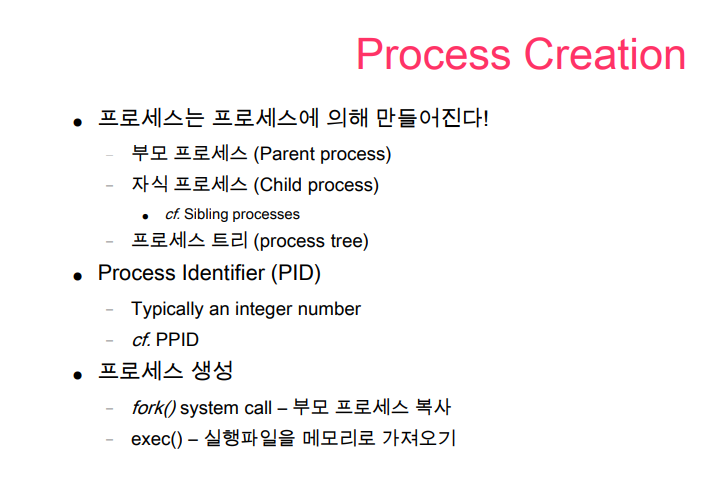 Process Creation
• 프로세스는 프로세스에 의해 만들어진다!
– 부모 프로세스 (Parent process)
– 자식 프로세스 (Child process)
• cf. Sibling processes
– 프로세스 트리 (process tree)
• Process Identifier (PID)
– Typically an integer number
– cf. PPID
• 프로세스 생성
– fork() system call – 부모 프로세스 복사
– exec() – 실행파일을 메모리로 가져오기